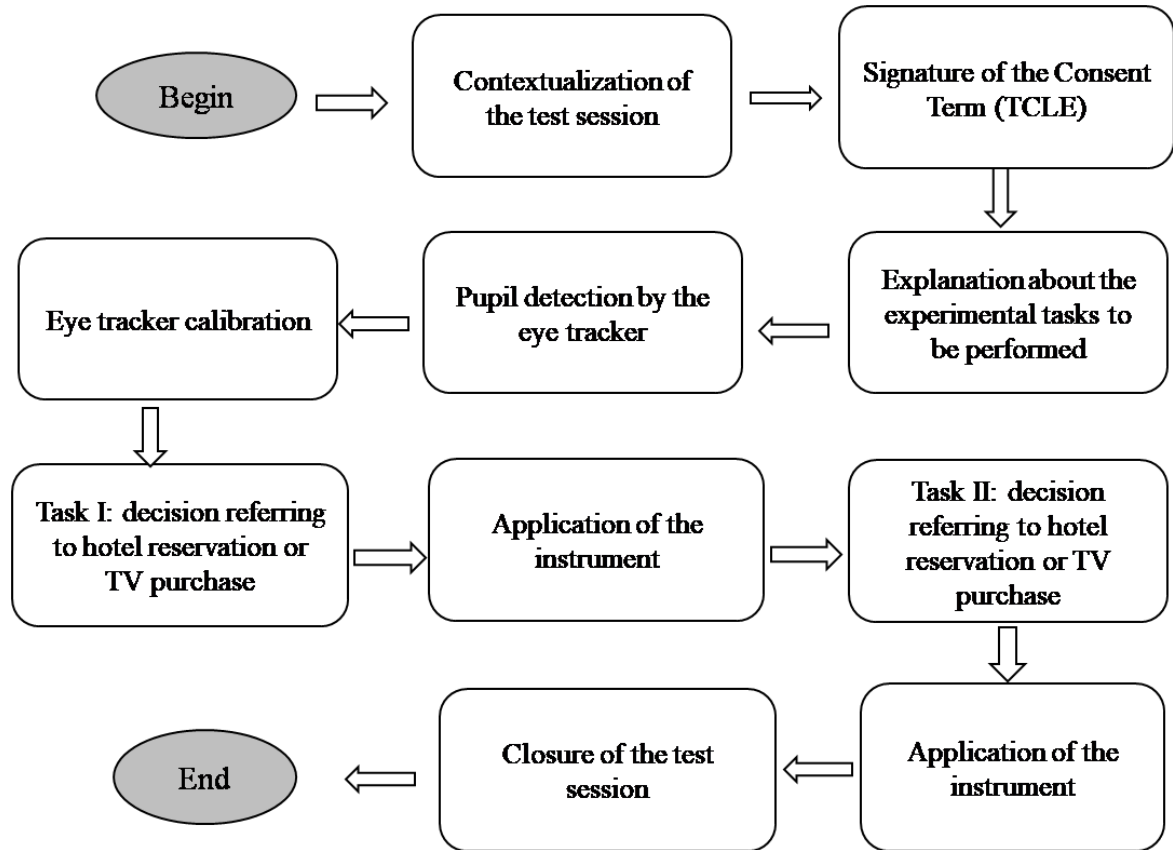 Begin
Contextualization of
the test session
Signature of the Consent
Term (TCLE)
Explanation about the
experimental tasks to
be performed
Pupil detection by the
eye tracker
Eye tracker calibration
Task I: decision referring
to hotel reservation or
TV purchase
Application of the
instrument
Task II: decision
referring to hotel
reservation or TV
purchase
Application of the
instrument
Closure of the test
session
End